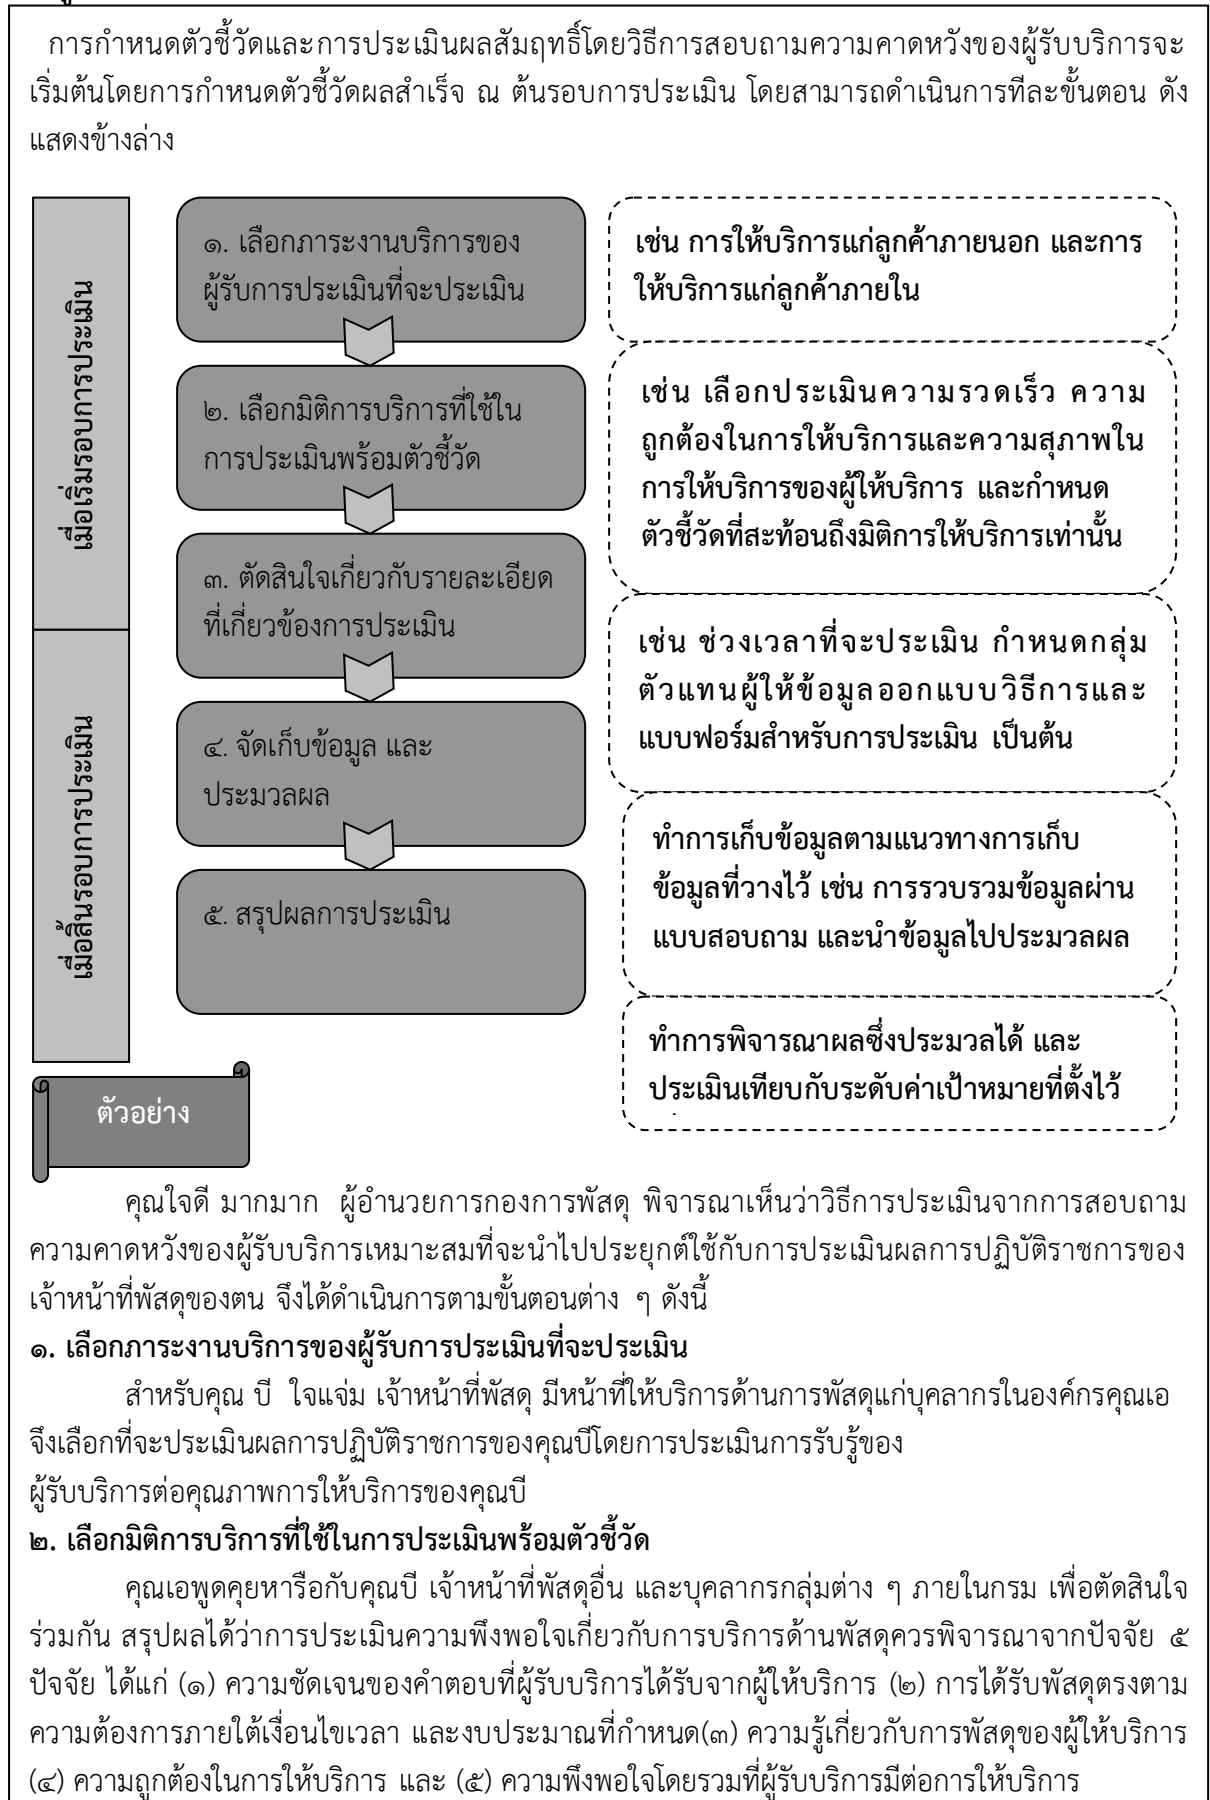 การกำหนดตัวชี้วัดและการประเมินผลสัมฤทธิ์โดยวิธีการสอบถามความคาดหวังของผู้รับบริการจะ
เริ่มต้นโดยการกำหนดตัวชี้วัดผลสำเร็จ ณ ต้นรอบการประเมิน โดยสามารถดำเนินการทีละขั้นตอน ดัง
แสดงข้างล่าง
เมื่อเริ่มรอบการประเมิน
๑. เลือกภาระงานบริการของ
ผู้รับการประเมินที่จะประเมิน
เช่น การให้บริการแก่ลูกค้าภายนอก และการ
ให้บริการแก่ลูกค้าภายใน
๒. เลือกมิติการบริการที่ใช้ใน
การประเมินพร้อมตัวชี้วัด
เช่น เลือกประเมินความรวดเร็ว ความ
ถูกต้องในการให้บริการและความสุภาพใน
การให้บริการของผู้ให้บริการ และกำหนด
ตัวชี้วัดที่สะท้อนถึงมิติการให้บริการเท่านั้น
๓. ตัดสินใจเกี่ยวกับรายละเอียด
ที่เกี่ยวข้องการประเมิน
เช่น ช่วงเวลาที่จะประเมิน กำหนดกลุ่ม
ตัวแทนผู้ให้ข้อมูลออกแบบวิธีการและ
แบบฟอร์มสำหรับการประเมิน เป็นต้น
เมื่อสิ้นรอบการประเมิน
๔. จัดเก็บข้อมูล และ
ประมวลผล
ทำการเก็บข้อมูลตามแนวทางการเก็บ
ข้อมูลที่วางไว้ เช่น การรวบรวมข้อมูลผ่าน
แบบสอบถาม และนำข้อมูลไปประมวลผล
๕. สรุปผลการประเมิน
ทำการพิจารณาผลซึ่งประมวลได้ และ
ประเมินเทียบกับระดับค่าเป้าหมายที่ตั้งไว้
ตัวอย่าง
คุณใจดี มากมาก ผู้อำนวยการกองการพัสดุ พิจารณาเห็นว่าวิธีการประเมินจากการสอบถาม
ความคาดหวังของผู้รับบริการเหมาะสมที่จะนำไปประยุกต์ใช้กับการประเมินผลการปฏิบัติราชการของ
เจ้าหน้าที่พัสดุของตน จึงได้ดำเนินการตามขั้นตอนต่าง ๆ ดังนี้
๑. เลือกภาระงานบริการของผู้รับการประเมินที่จะประเมิน
สำหรับคุณ บี ใจแจ่ม เจ้าหน้าที่พัสดุ มีหน้าที่ให้บริการด้านการพัสดุแก่บุคลากรในองค์กรคุณเอ
จึงเลือกที่จะประเมินผลการปฏิบัติราชการของคุณบีโดยการประเมินการรับรู้ของ
ผู้รับบริการต่อคุณภาพการให้บริการของคุณบี
๒. เลือกมิติการบริการที่ใช้ในการประเมินพร้อมตัวชี้วัด
คุณเอพูดคุยหารือกับคุณบี เจ้าหน้าที่พัสดุอื่น และบุคลากรกลุ่มต่าง ๆ ภายในกรม เพื่อตัดสินใจ
ร่วมกัน สรุปผลได้ว่าการประเมินความพึงพอใจเกี่ยวกับการบริการด้านพัสดุควรพิจารณาจากปัจจัย ๕
ปัจจัย ได้แก่ (๑) ความชัดเจนของคำตอบที่ผู้รับบริการได้รับจากผู้ให้บริการ (๒) การได้รับพัสดุตรงตาม
ความต้องการภายใต้เงื่อนไขเวลา และงบประมาณที่กำหนด(๓) ความรู้เกี่ยวกับการพัสดุของผู้ให้บริการ
(๔) ความถูกต้องในการให้บริการ และ (๕) ความพึงพอใจโดยรวมที่ผู้รับบริการมีต่อการให้บริการ